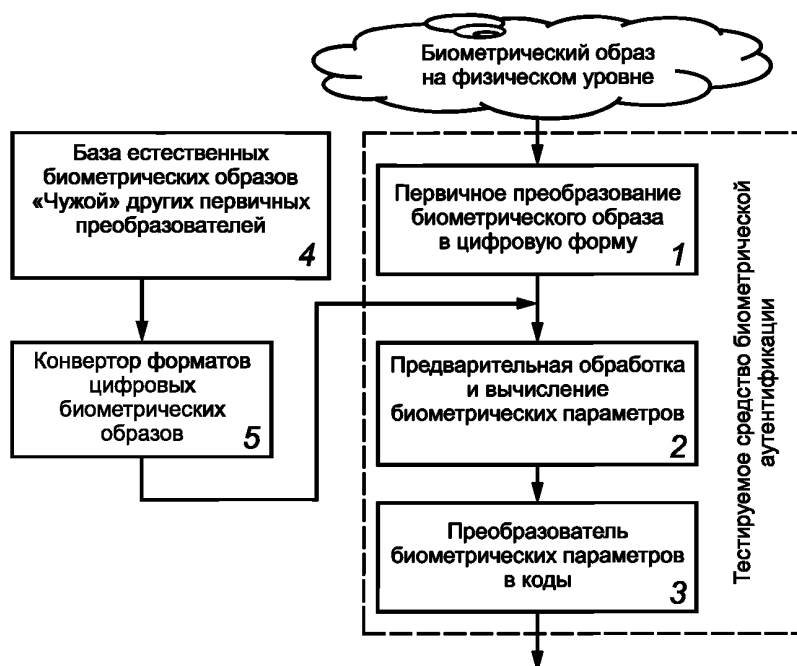 Биометрический образ
на физическом уровне
База естественных
биометрических образов
«Чужой» других первичных
преобразователей
4
Первичное преобразование
биометрического образа
в цифровую форму
1
Конвертор форматов
цифровых
биометрических
образов
5
Предварительная обработка
и вычисление
биометрических параметров
2
Преобразователь
биометрических параметров
в коды
3
Тестируемое средство биометрической
аутентификации